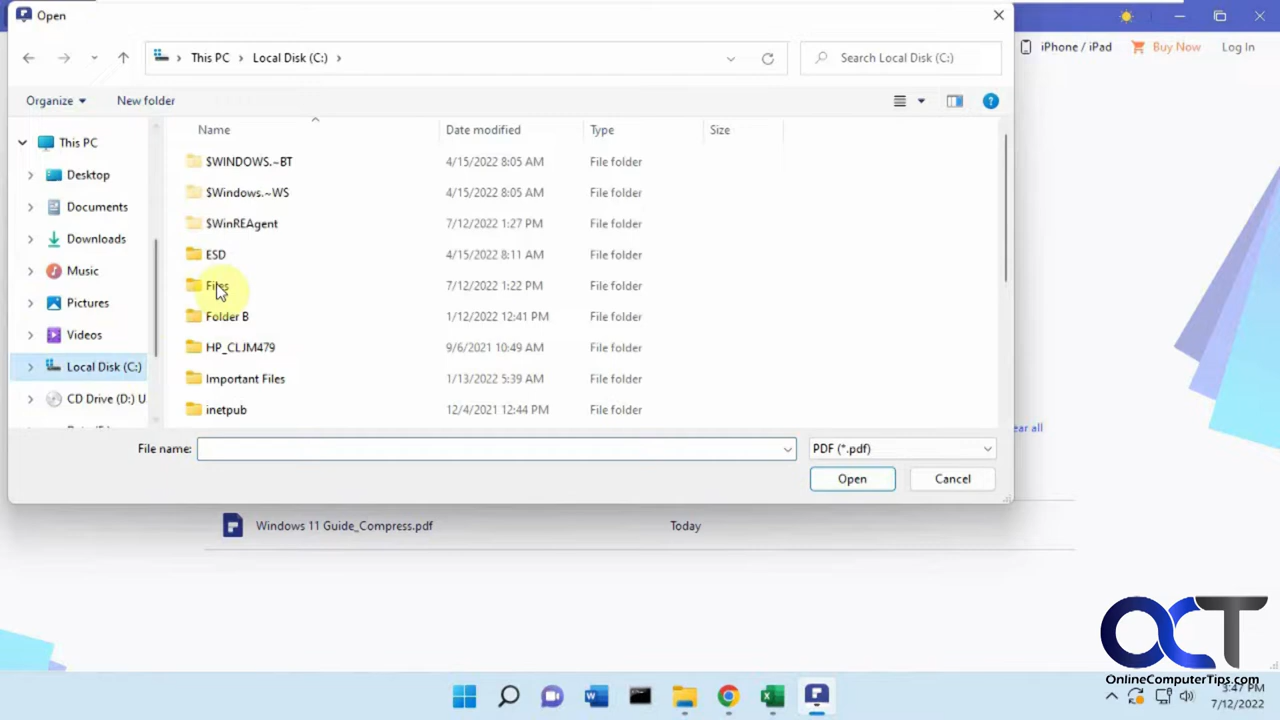 Open
iPhone / iPad
Buy Now
Log In
This PC > Local Disk (C:) >
Search Local Disk (C:)
Organize
New folder
Name Date modified Type Size
This PC
Desktop
Documents
Downloads
Music
Pictures
Videos
Local Disk (C:)
CD Drive (D:) U
$WINDOWS.~BT 4/15/2022 8:05 AM File folder
$Windows.~WS 4/15/2022 8:05 AM File folder
$WinREAgent 7/12/2022 1:27 PM File folder
ESD 4/15/2022 8:11 AM File folder
Files 7/12/2022 1:22 PM File folder
Folder B 1/12/2022 12:41 PM File folder
HP_CLJM479 9/6/2021 10:49 AM File folder
Important Files 1/13/2022 5:39 AM File folder
inetpub 12/4/2021 12:44 PM File folder
ear all
File name:
PDF (*.pdf)
Open
Cancel
Windows 11 Guide_Compress.pdf Today
OCT
OnlineComputerTips.com
3:47 PM
7/12/2022